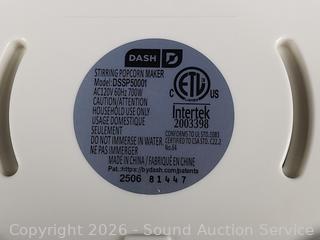 DASH
STIRRING POPCORN MAKER
Model:DSSP50001
AC120V 60Hz 700W
CAUTION/ATTENTION
HOUSEHOLD USE ONLY
USAGE DOMESTIQUE
SEULEMENT
DO NOT IMMERSE IN WATER
NE PAS IMMERGER
C ETL US
LISTED
Intertek
2003398
CONFORMS TO UL STD.1083
CERTIFIED TO CSA STD. C22.2
No.64
MADE IN CHINA / FABRIQUÉ EN CHINE
Pat.:https://bydash.com/patents
2506 81447
Copyright 2026 - Sound Auction Service